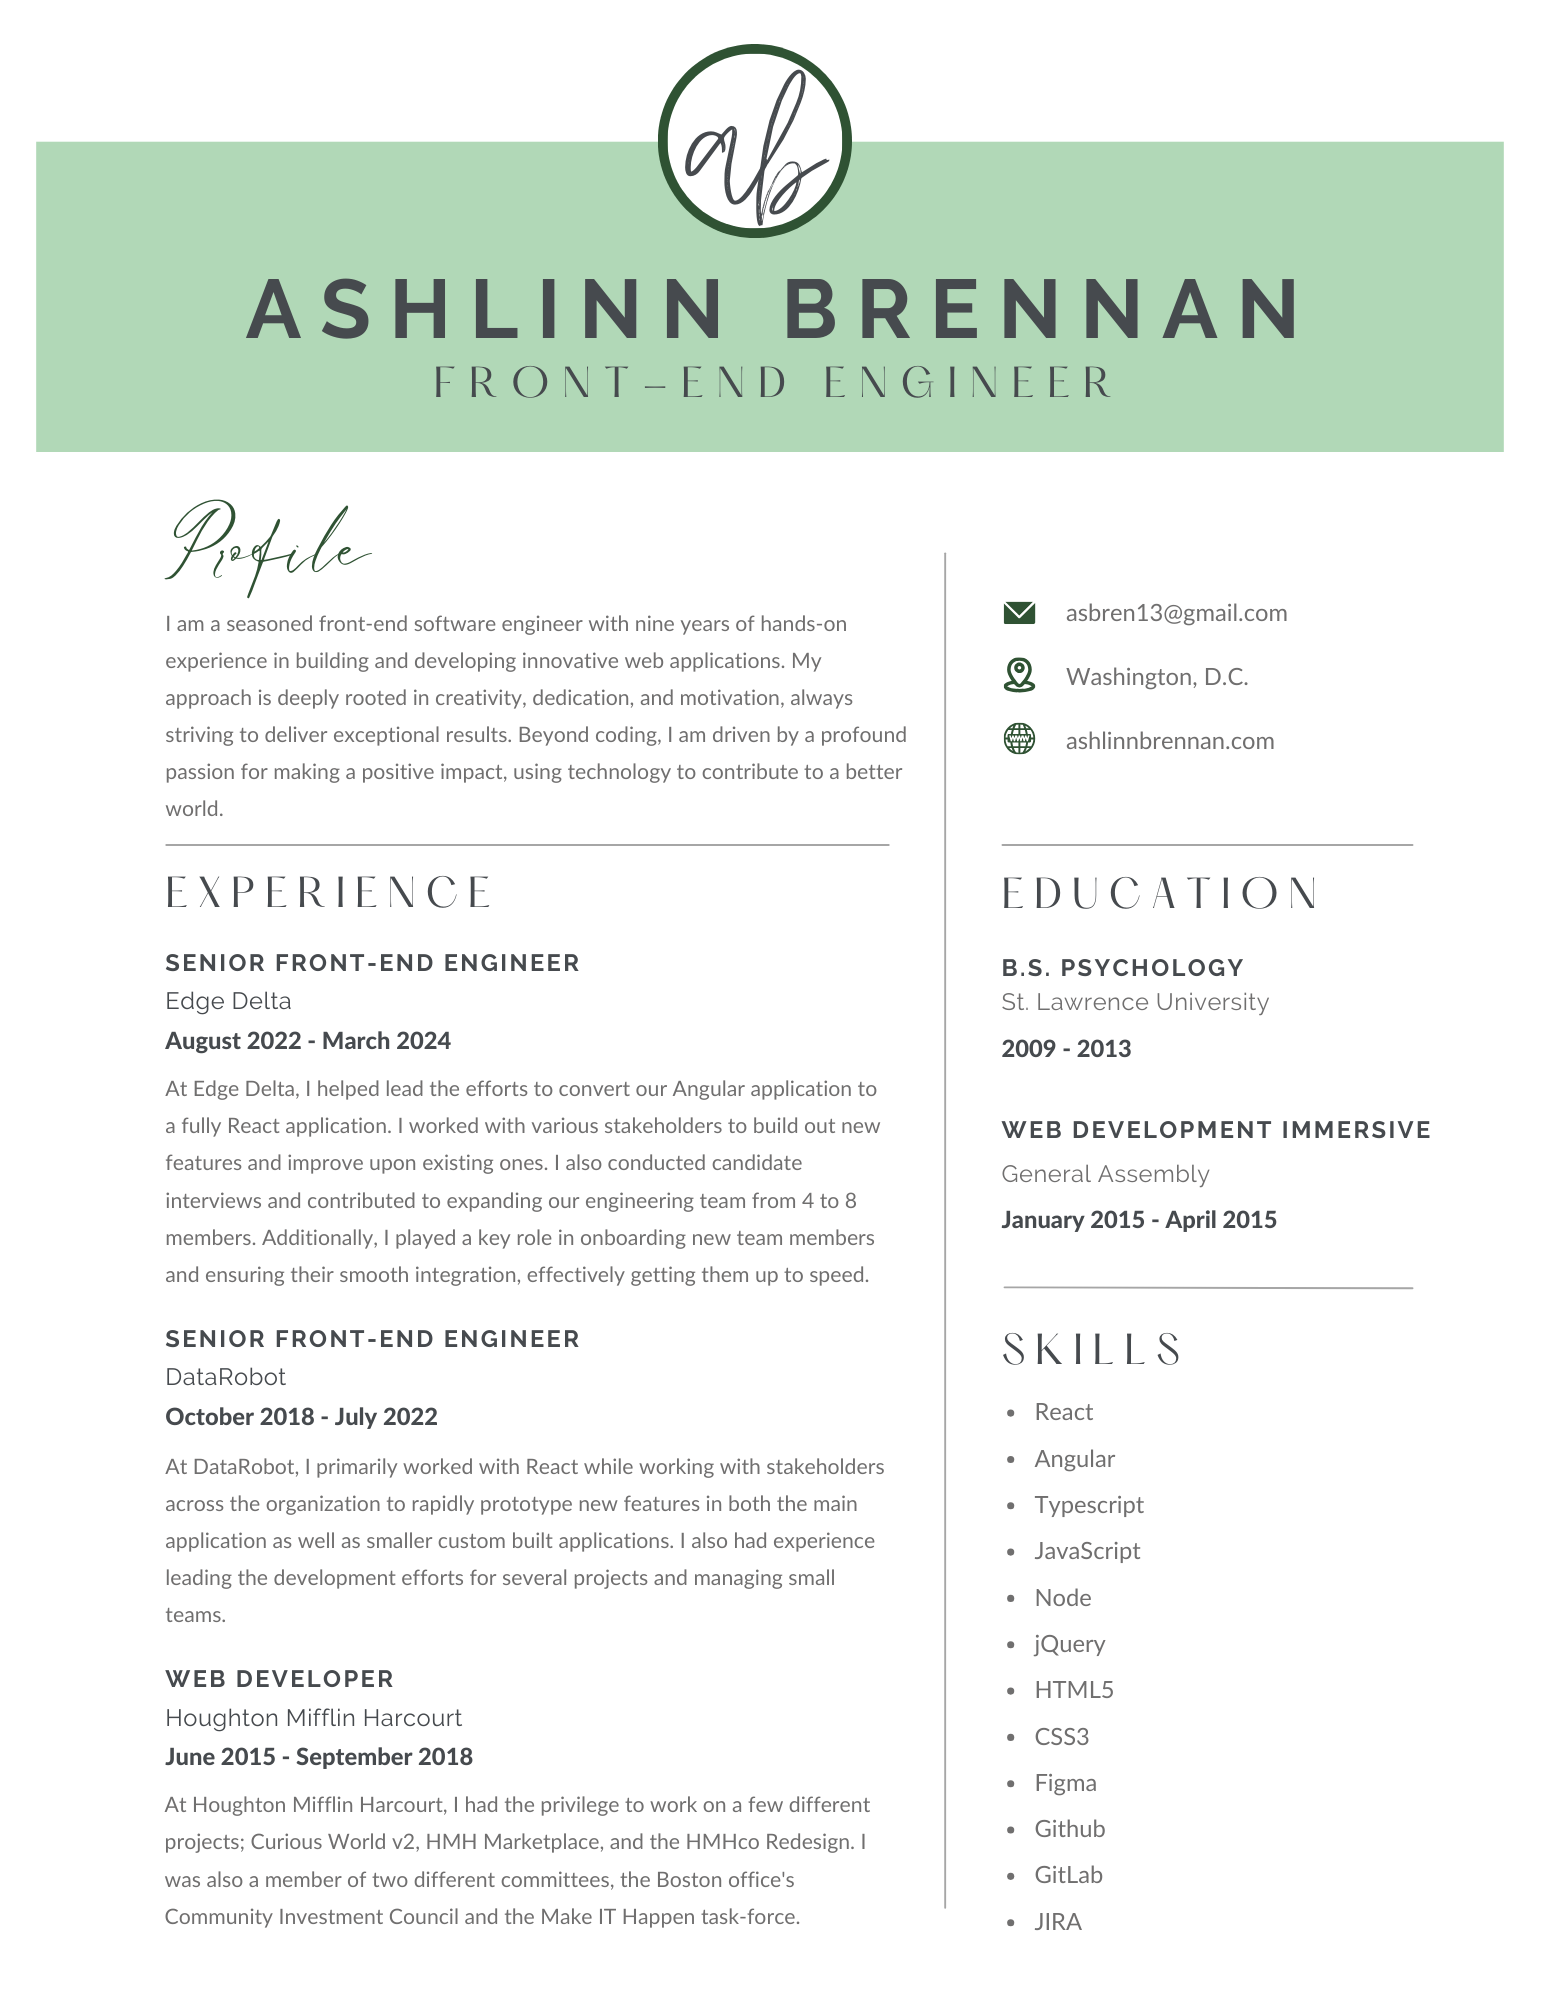 ab
ASHLINN BRENNAN
FRONT-END ENGINEER
Profile
I am a seasoned front-end software engineer with nine years of hands-on
experience in building and developing innovative web applications. My
approach is deeply rooted in creativity, dedication, and motivation, always
striving to deliver exceptional results. Beyond coding, I am driven by a profound
passion for making a positive impact, using technology to contribute to a better
world.
EXPERIENCE
SENIOR FRONT-END ENGINEER
Edge Delta
August 2022 - March 2024
At Edge Delta, I helped lead the efforts to convert our Angular application to
a fully React application. I worked with various stakeholders to build out new
features and improve upon existing ones. I also conducted candidate
interviews and contributed to expanding our engineering team from 4 to 8
members. Additionally, I played a key role in onboarding new team members
and ensuring their smooth integration, effectively getting them up to speed.
SENIOR FRONT-END ENGINEER
DataRobot
October 2018 - July 2022
At DataRobot, I primarily worked with React while working with stakeholders
across the organization to rapidly prototype new features in both the main
application as well as smaller custom built applications. I also had experience
leading the development efforts for several projects and managing small
teams.
WEB DEVELOPER
Houghton Mifflin Harcourt
June 2015 - September 2018
At Houghton Mifflin Harcourt, I had the privilege to work on a few different
projects; Curious World v2, HMH Marketplace, and the HMHco Redesign. I
was also a member of two different committees, the Boston office's
Community Investment Council and the Make IT Happen task-force.
asbren13@gmail.com
Washington, D.C.
WWW
ashlinnbrennan.com
EDUCATION
B.S. PSYCHOLOGY
St. Lawrence University
2009 - 2013
WEB DEVELOPMENT IMMERSIVE
General Assembly
January 2015 - April 2015
SKILLS
• React
• Angular
• Typescript
• JavaScript
• Node
• jQuery
• HTML5
• CSS3
• Figma
• Github
• GitLab
• JIRA